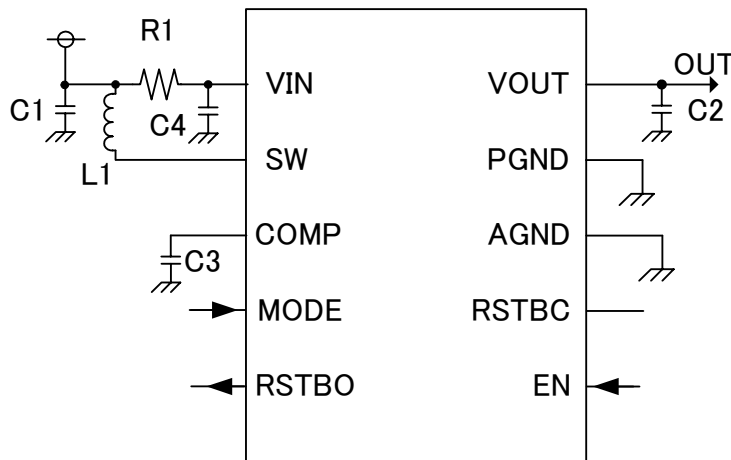 R1
OUT
VIN
VOUT
C1
C4
C2
L1
SW
PGND
COMP
AGND
C3
MODE
RSTBC
RSTBO
EN